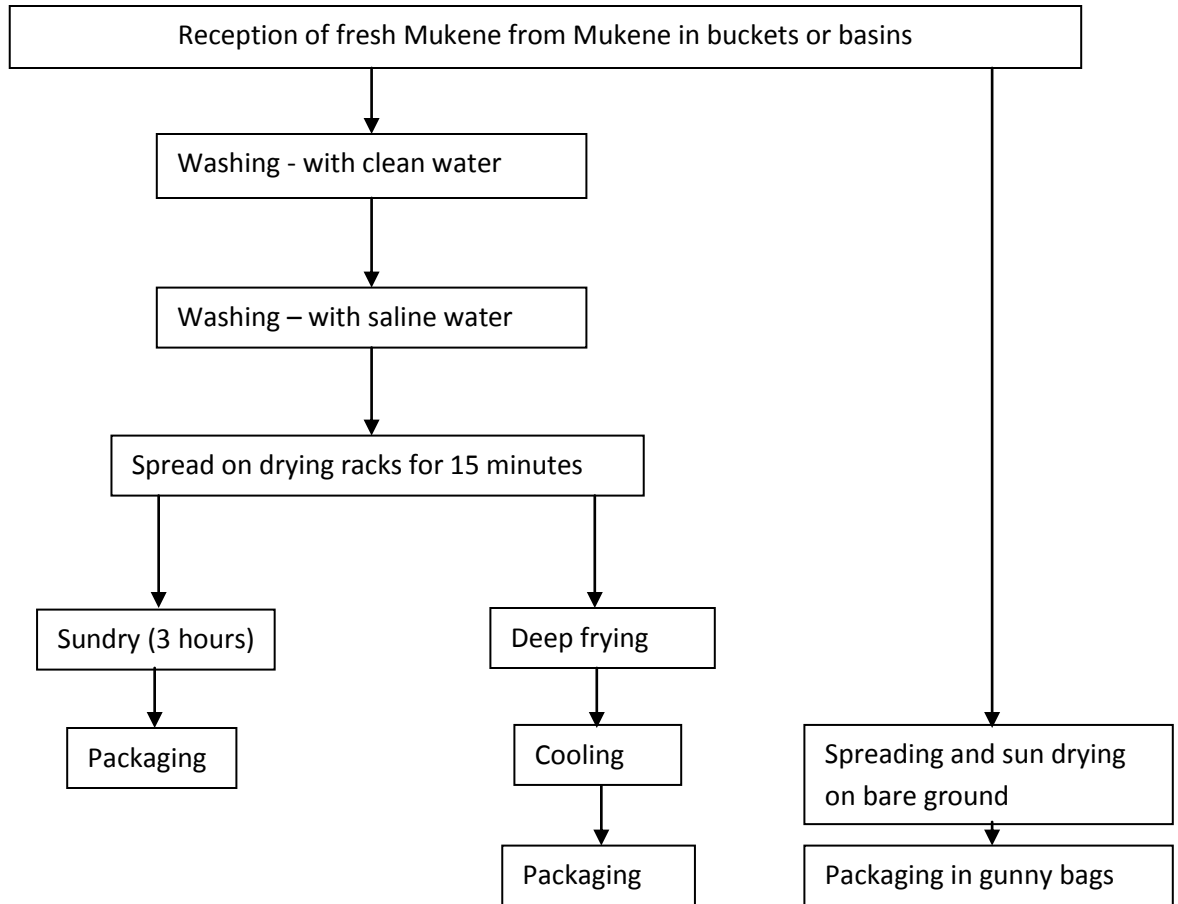 Reception of fresh Mukene from Mukene in buckets or basins
Washing - with clean water
Washing – with saline water
Spread on drying racks for 15 minutes
Sundry (3 hours)
Packaging
Deep frying
Cooling
Packaging
Spreading and sun drying
on bare ground
Packaging in gunny bags